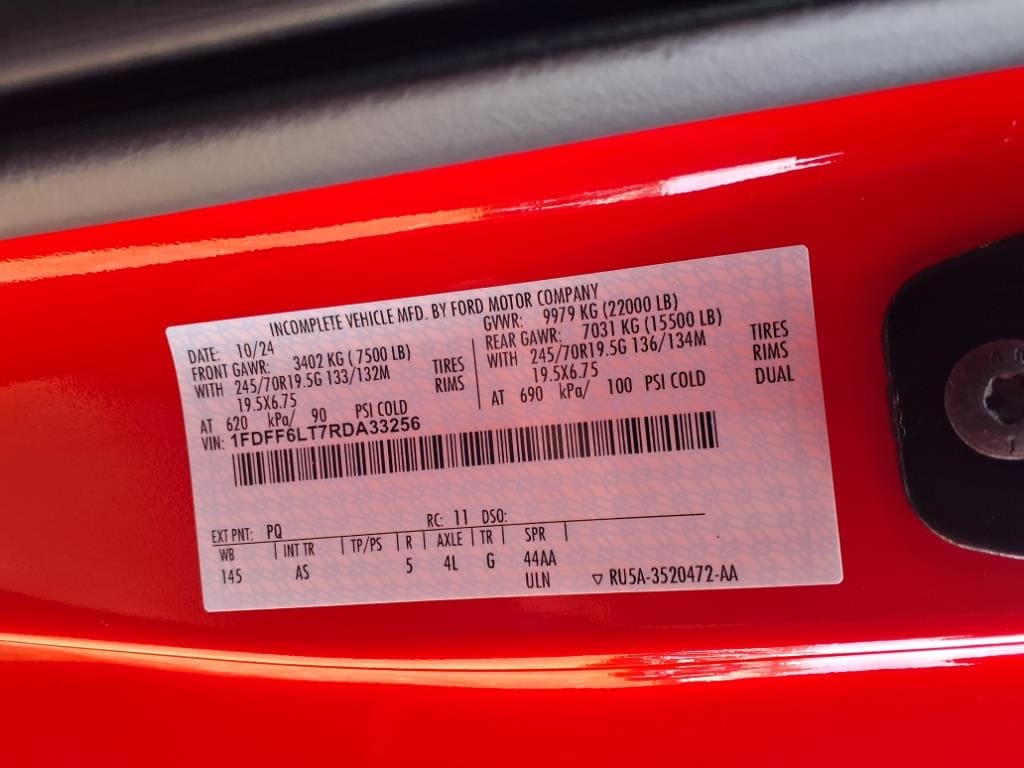 INCOMPLETE VEHICLE MFD. BY FORD MOTOR COMPANY
DATE: 10/24 GVWR: 9979 KG (22000 LB)
FRONT GAWR: 3402 KG (7500 LB) REAR GAWR: 7031 KG (15500 LB)
WITH 245/70R19.5G 133/132M TIRES WITH 245/70R19.5G 136/134M TIRES
19.5X6.75 RIMS 19.5X6.75 RIMS
AT 620 kPa/ 90 PSI COLD AT 690 kPa/ 100 PSI COLD DUAL
VIN: 1FDFF6LT7RDA33256
EXT PNT: PQ RC: 11 DSO:
WB INT TR TP/PS R AXLE TR SPR
145 AS 5 4L G 44AA
ULN ▽ RU5A-3520472-AA